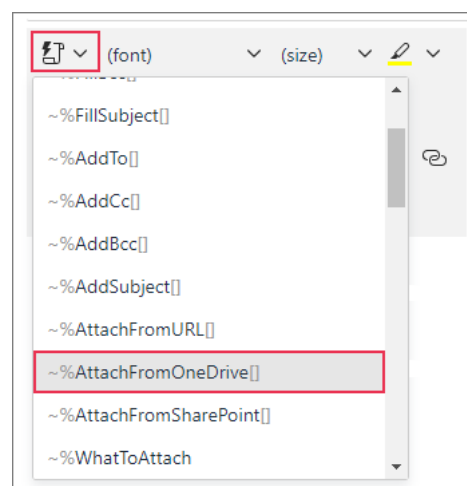 (font) (size)
~%FillSubject[]
~%AddTo[]
~%AddCc[]
~%AddBcc[]
~%AddSubject[]
~%AttachFromURL[]
~%AttachFromOneDrive[]
~%AttachFromSharePoint[]
~%WhatToAttach